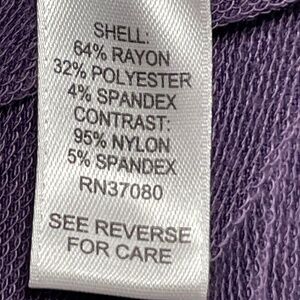 SHELL:
64% RAYON
32% POLYESTER
4% SPANDEX
CONTRAST:
95% NYLON
5% SPANDEX
RN37080
SEE REVERSE
FOR CARE